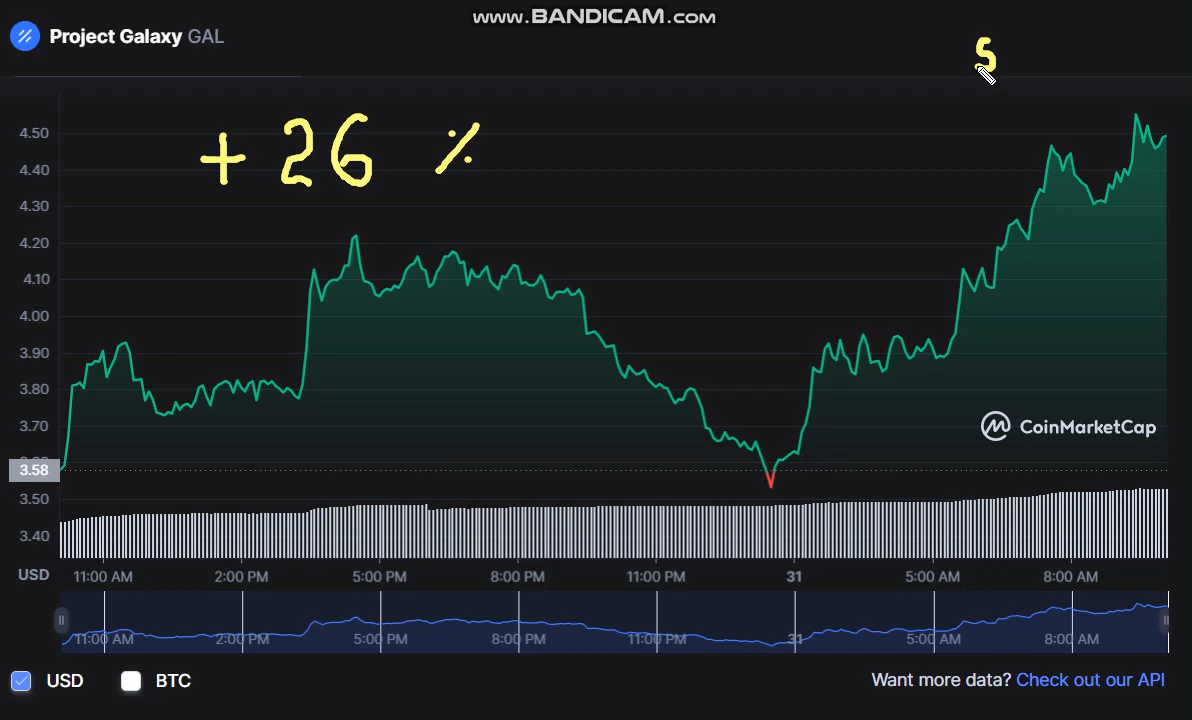 www.BANDICAM.com
Project Galaxy GAL
5
+ 26 %
4.50
4.40
4.30
4.20
4.10
4.00
3.90
3.80
3.70
3.58
3.50
3.40
CoinMarketCap
USD 11:00 AM 2:00 PM 5:00 PM 8:00 PM 11:00 PM 31 5:00 AM 8:00 AM
11:00 AM 2:00 PM 5:00 PM 8:00 PM 11:00 PM 31 5:00 AM 8:00 AM
USD BTC
Want more data? Check out our API